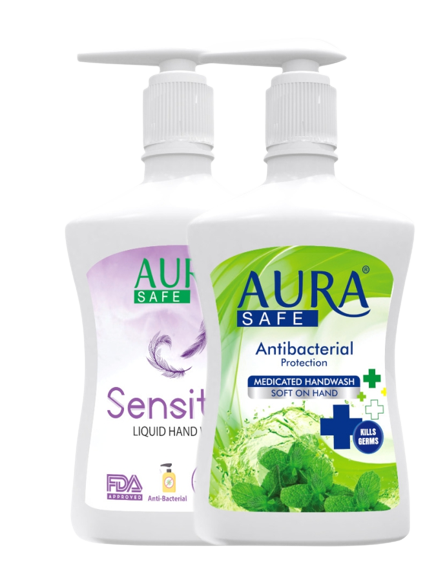 AURA®
SAFE
Antibacterial
Protection
MEDICATED HANDWASH
SOFT ON HAND
KILLS
GERMS
AUR
SAFE
Sensit
LIQUID HAND
FDA
APPROVED
Anti-Bacterial